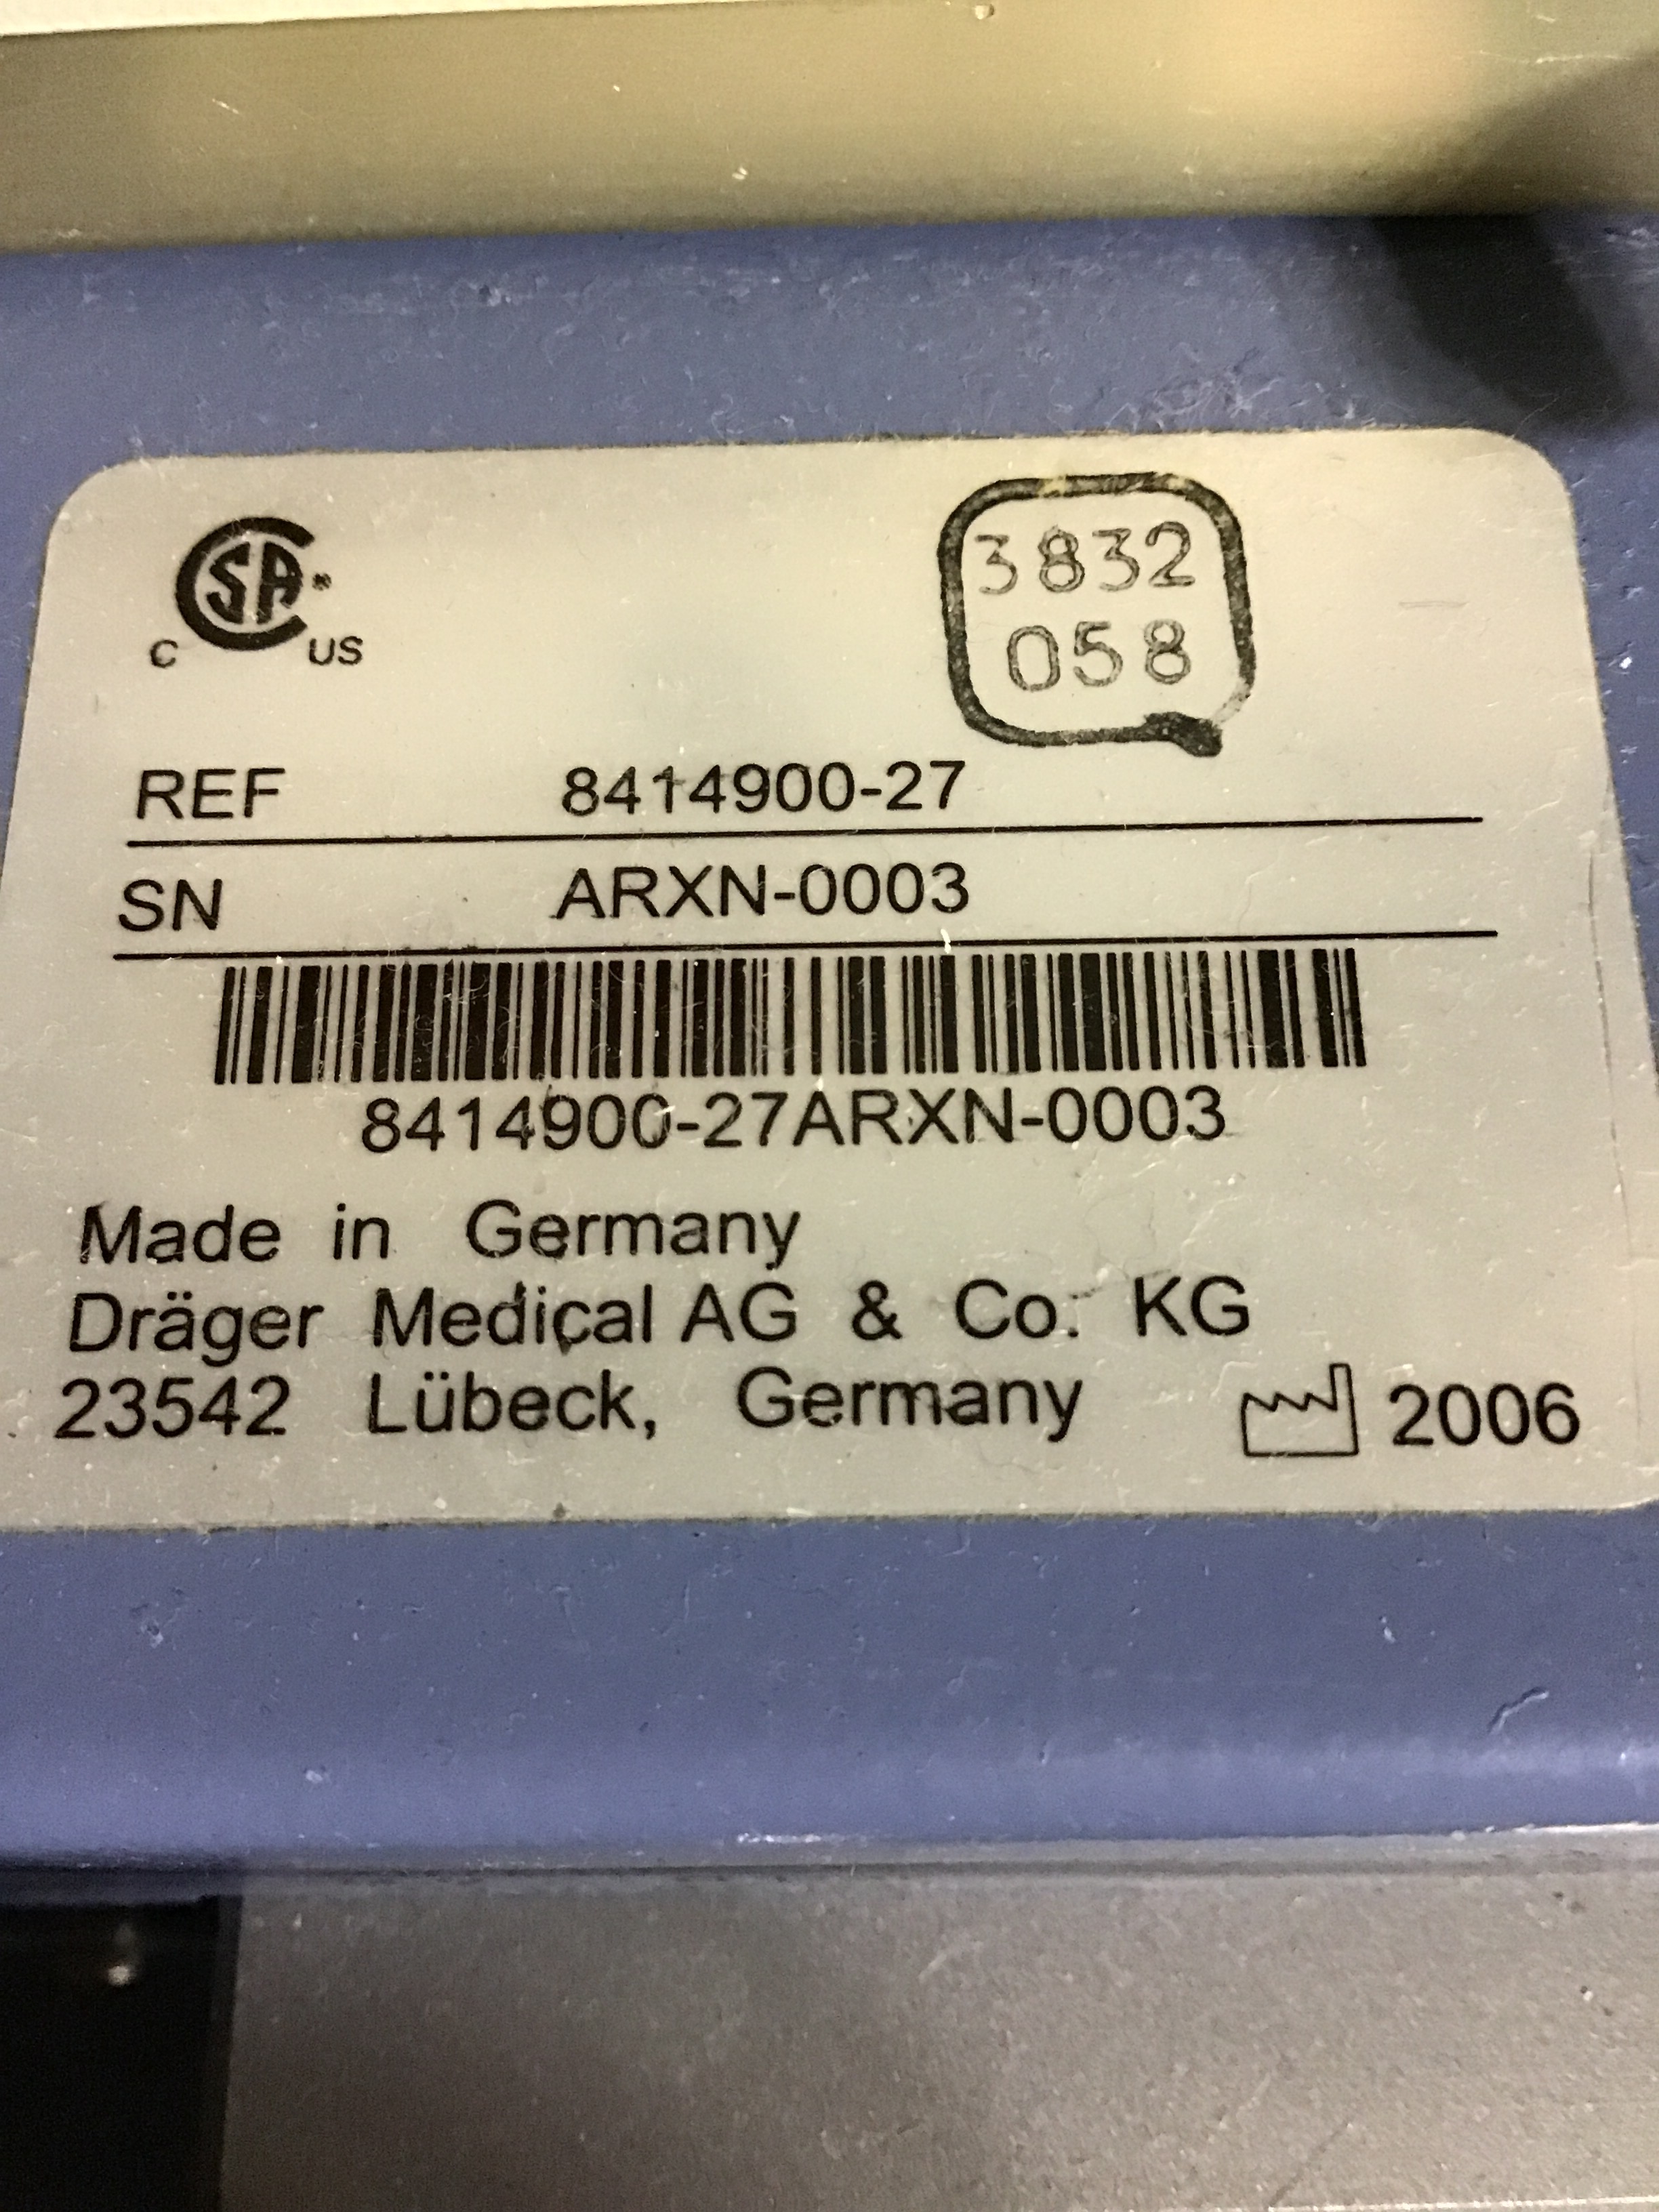 CSA®
C US
3832
058
REF 8414900-27
SN ARXN-0003
8414900-27ARXN-0003
Made in Germany
Dräger Medical AG & Co. KG
23542 Lübeck, Germany 2006